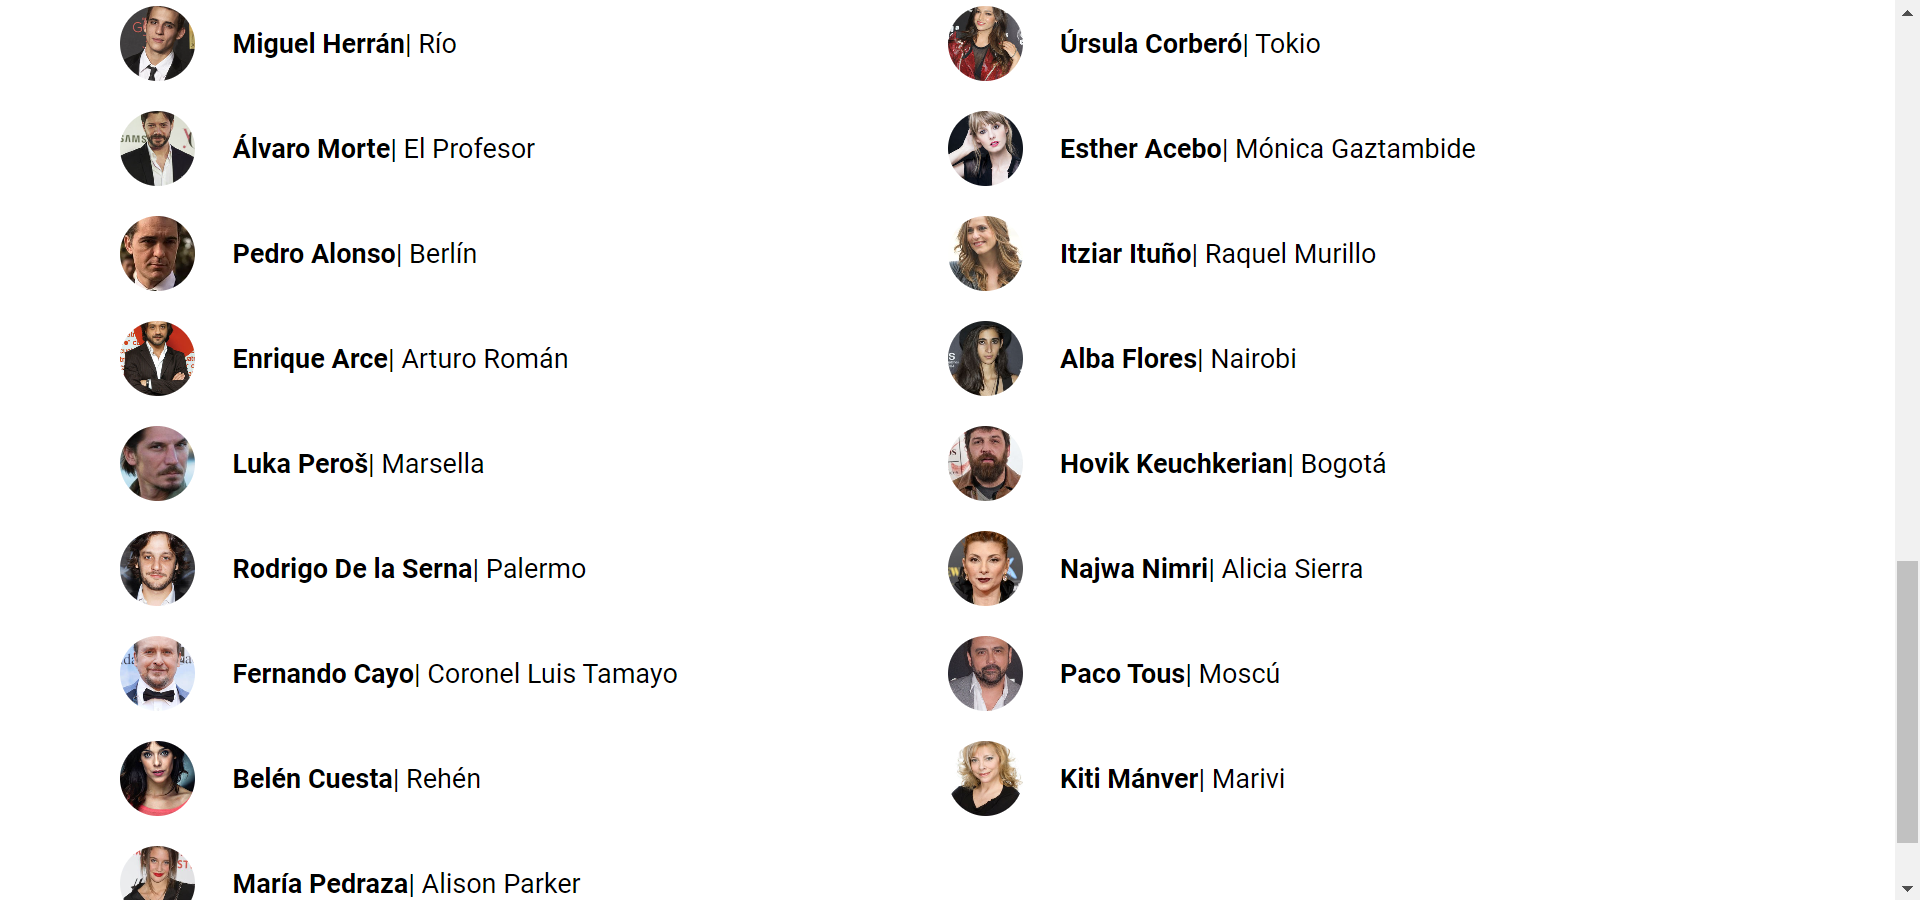 Miguel Herrán| Río
Úrsula Corberó| Tokio
Álvaro Morte| El Profesor
Esther Acebo| Mónica Gaztambide
Pedro Alonso| Berlín
Itziar Ituño| Raquel Murillo
Enrique Arce| Arturo Román
Alba Flores| Nairobi
Luka Peroš| Marsella
Hovik Keuchkerian| Bogotá
Rodrigo De la Serna| Palermo
Najwa Nimri| Alicia Sierra
Fernando Cayo| Coronel Luis Tamayo
Paco Tous| Moscú
Belén Cuesta| Rehén
Kiti Mánver| Marivi
María Pedraza| Alison Parker